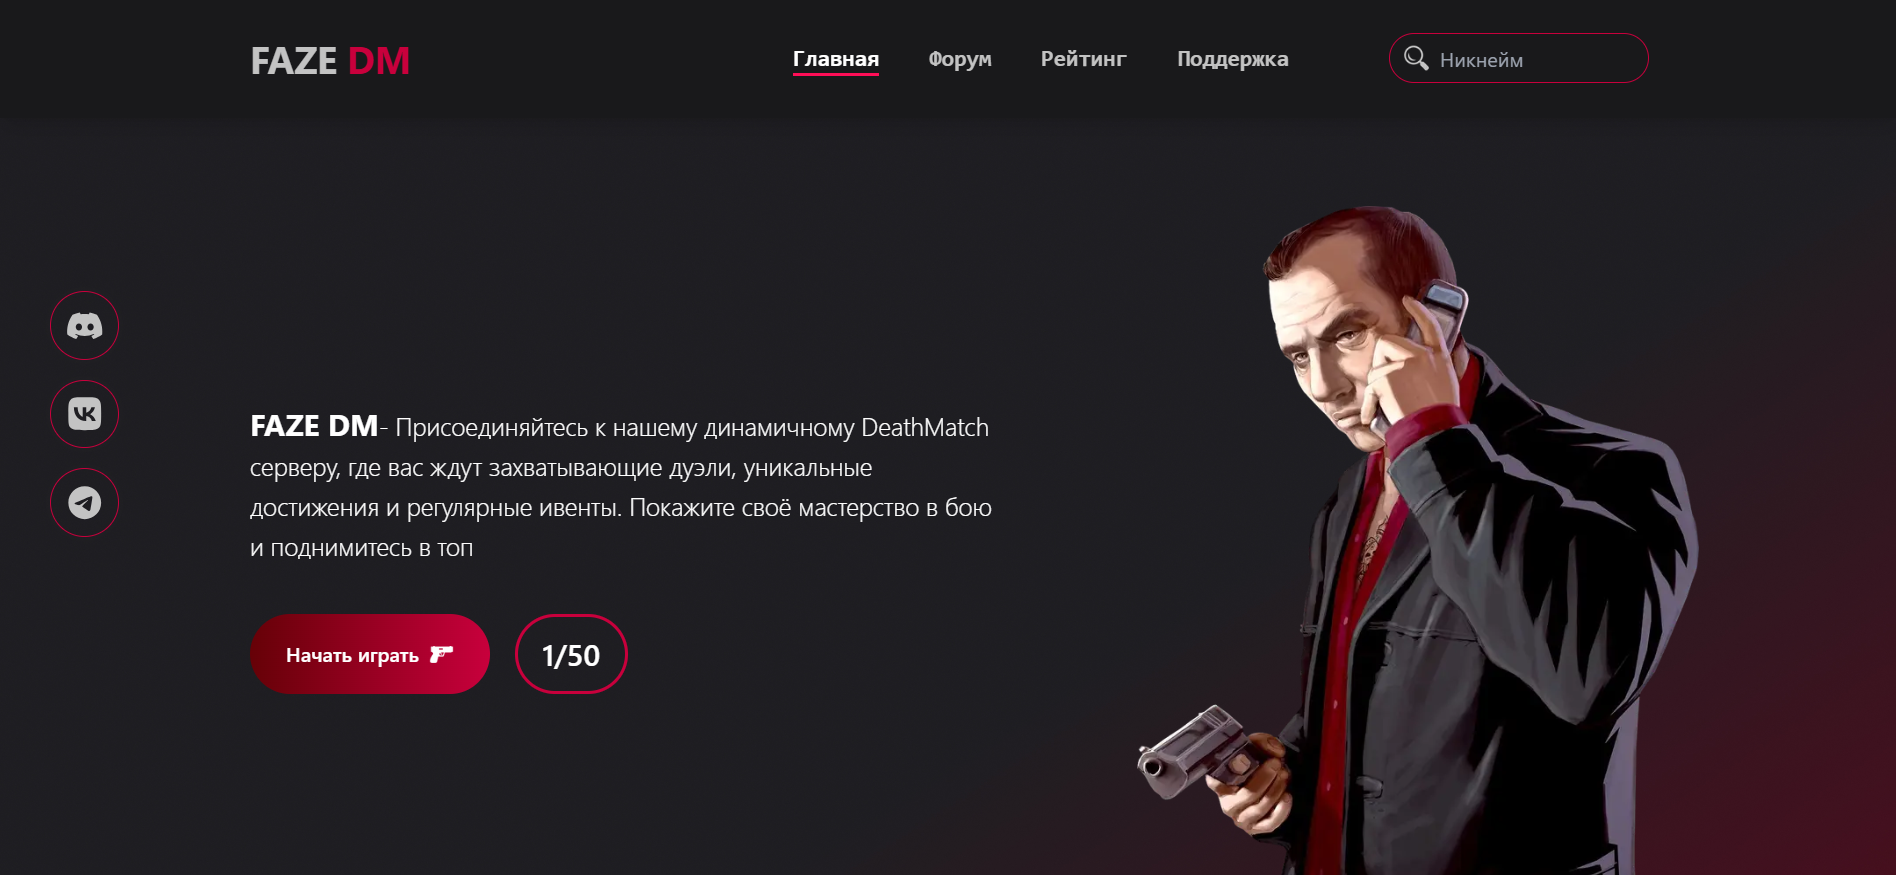 FAZE DM
Главная Форум Рейтинг Поддержка
Никнейм
FAZE DM- Присоединяйтесь к нашему динамичному DeathMatch
серверу, где вас ждут захватывающие дуэли, уникальные
достижения и регулярные ивенты. Покажите своё мастерство в бою
и поднимитесь в топ
Начать играть
1/50